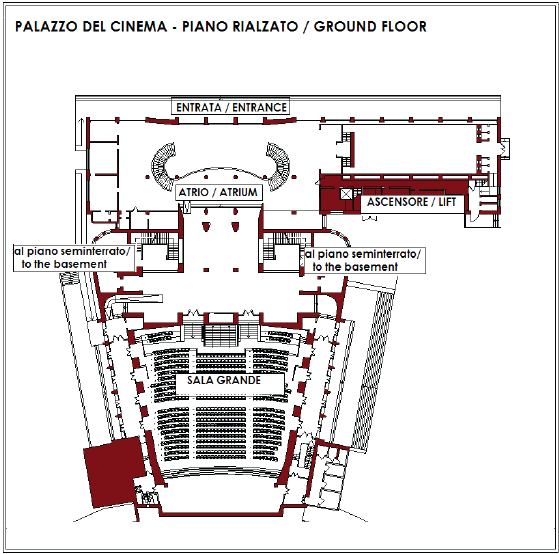 PALAZZO DEL CINEMA - PIANO RIALZATO / GROUND FLOOR
ENTRATA / ENTRANCE
ATRIO / ATRIUM
ASCENSORE / LIFT
al piano seminterrato/
to the basement
al piano seminterrato/
to the basement
SALA GRANDE